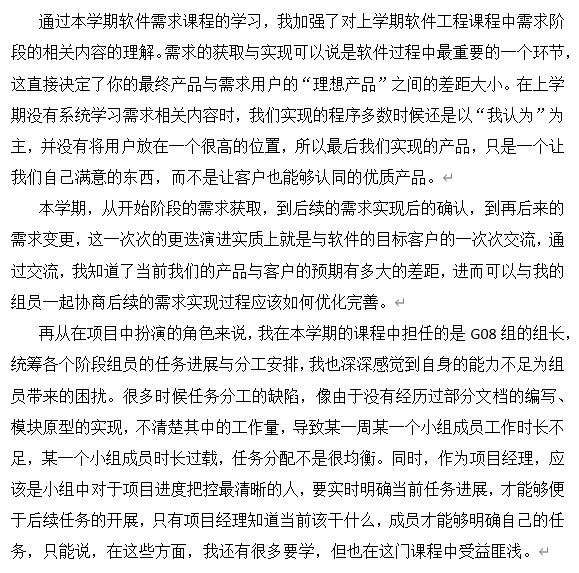 通过本学期软件需求课程的学习，我加强了对上学期软件工程课程中需求阶
段的相关内容的理解。需求的获取与实现可以说是软件过程中最重要的一个环节，
这直接决定了你的最终产品与需求用户的“理想产品”之间的差距大小。在上学
期没有系统学习需求相关内容时，我们实现的程序多数时候还是以“我认为”为
主，并没有将用户放在一个很高的位置，所以最后我们实现的产品，只是一个让
我们自己满意的东西，而不是让客户也能够认同的优质产品。↵
本学期，从开始阶段的需求获取，到后续的需求实现后的确认，到再后来的
需求变更，这一次次的更迭演进实质上就是与软件的目标客户的一次次交流，通
过交流，我知道了当前我们的产品与客户的预期有多大的差距，进而可以与我的
组员一起协商后续的需求实现过程应该如何优化完善。↵
再从在项目中扮演的角色来说，我在本学期的课程中担任的是 G08 组的组长，
统筹各个阶段组员的任务进展与分工安排，我也深深感觉到自身的能力不足为组
员带来的困扰。很多时候任务分工的缺陷，像由于没有经历过部分文档的编写、
模块原型的实现，不清楚其中的工作量，导致某一周某一个小组成员工作时长不
足，某一个小组成员时长过载，任务分配不是很均衡。同时，作为项目经理，应
该是小组中对于项目进度把控最清晰的人，要实时明确当前任务进展，才能够便
于后续任务的开展，只有项目经理知道当前该干什么，成员才能够明确自己的任
务，只能说，在这些方面，我还有很多要学，但也在这门课程中受益匪浅。↵